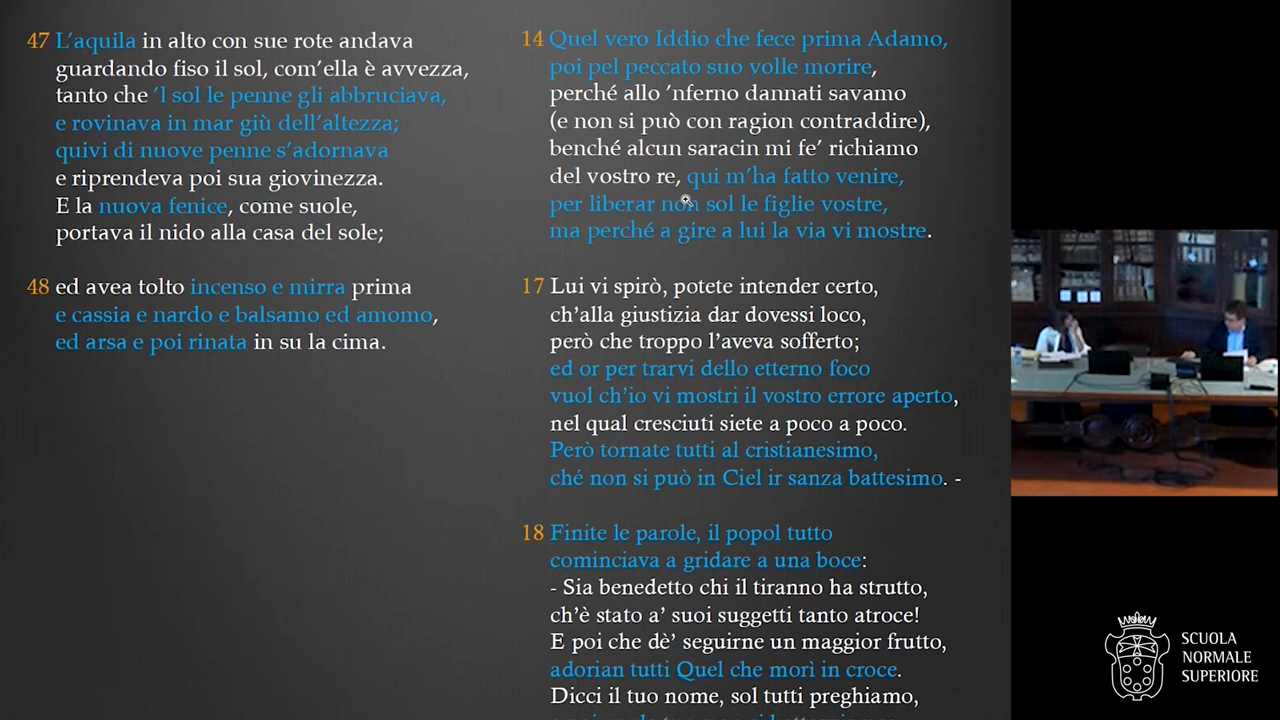 47 L'aquila in alto con sue rote andava
guardando fiso il sol, com'ella è avvezza,
tanto che 'l sol le penne gli abbruciava,
e rovinava in mar giù dell'altezza;
quivi di nuove penne s'adornava
e riprendeva poi sua giovinezza.
E la nuova fenice, come suole,
portava il nido alla casa del sole;
48 ed avea tolto incenso e mirra prima
e cassia e nardo e balsamo ed amomo,
ed arsa e poi rinata in su la cima.
14 Quel vero Iddio che fece prima Adamo,
poi pel peccato suo volle morire,
perché allo 'nferno dannati savamo
(e non si può con ragion contraddire),
benché alcun saracin mi fe' richiamo
del vostro re, qui m'ha fatto venire,
per liberar non sol le figlie vostre,
ma perché a gire a lui la via vi mostre.
17 Lui vi spirò, potete intender certo,
ch'alla giustizia dar dovessi loco,
però che troppo l'aveva sofferto;
ed or per trarvi dello etterno foco
vuol ch'io vi mostri il vostro errore aperto,
nel qual cresciuti siete a poco a poco.
Però tornate tutti al cristianesimo,
ché non si può in Ciel ir sanza battesimo. -
18 Finite le parole, il popol tutto
cominciava a gridare a una boce:
- Sia benedetto chi il tiranno ha strutto,
ch'è stato a' suoi suggetti tanto atroce!
E poi che dè' seguirne un maggior frutto,
adorian tutti Quel che morì in croce.
Dicci il tuo nome, sol tutti preghiamo,
SCUOLA
NORMALE
SUPERIORE